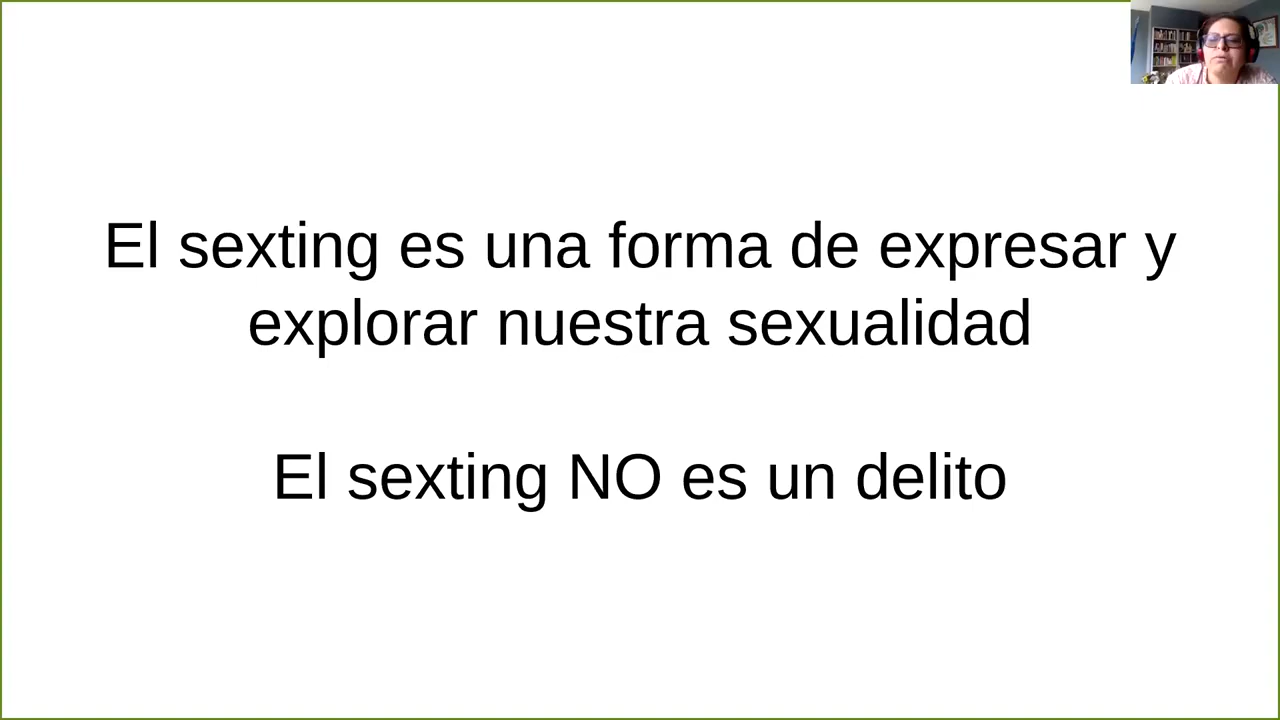 El sexting es una forma de expresar y
explorar nuestra sexualidad
El sexting NO es un delito